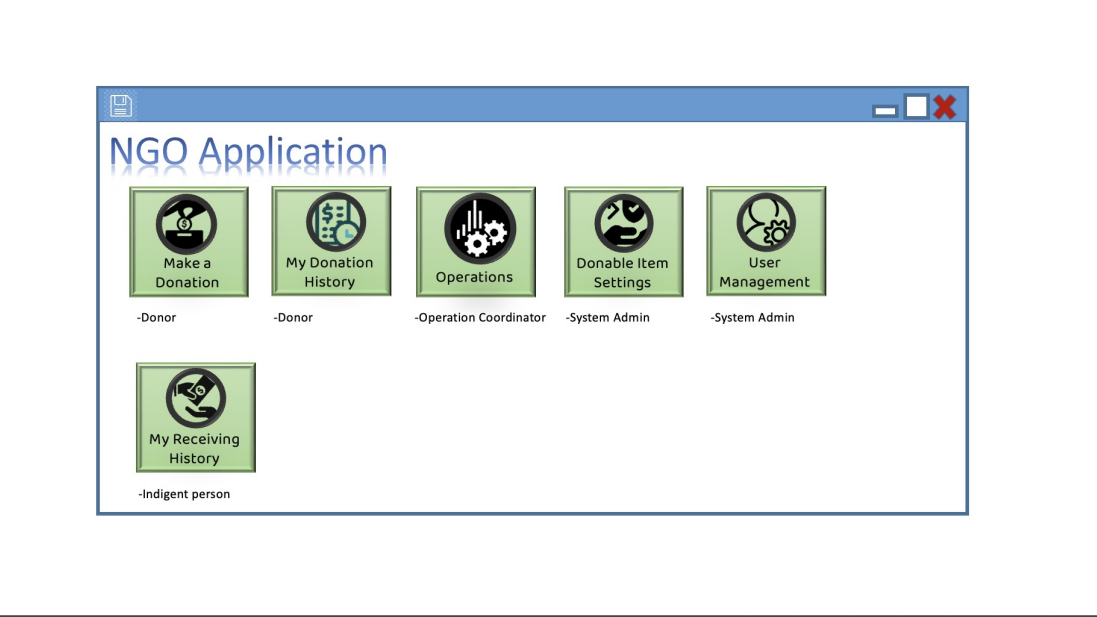 NGO Application
Make a
Donation
My Donation
History
Operations
Donable Item
Settings
User
Management
-Donor
-Donor
-Operation Coordinator
-System Admin
-System Admin
My Receiving
History
-Indigent person